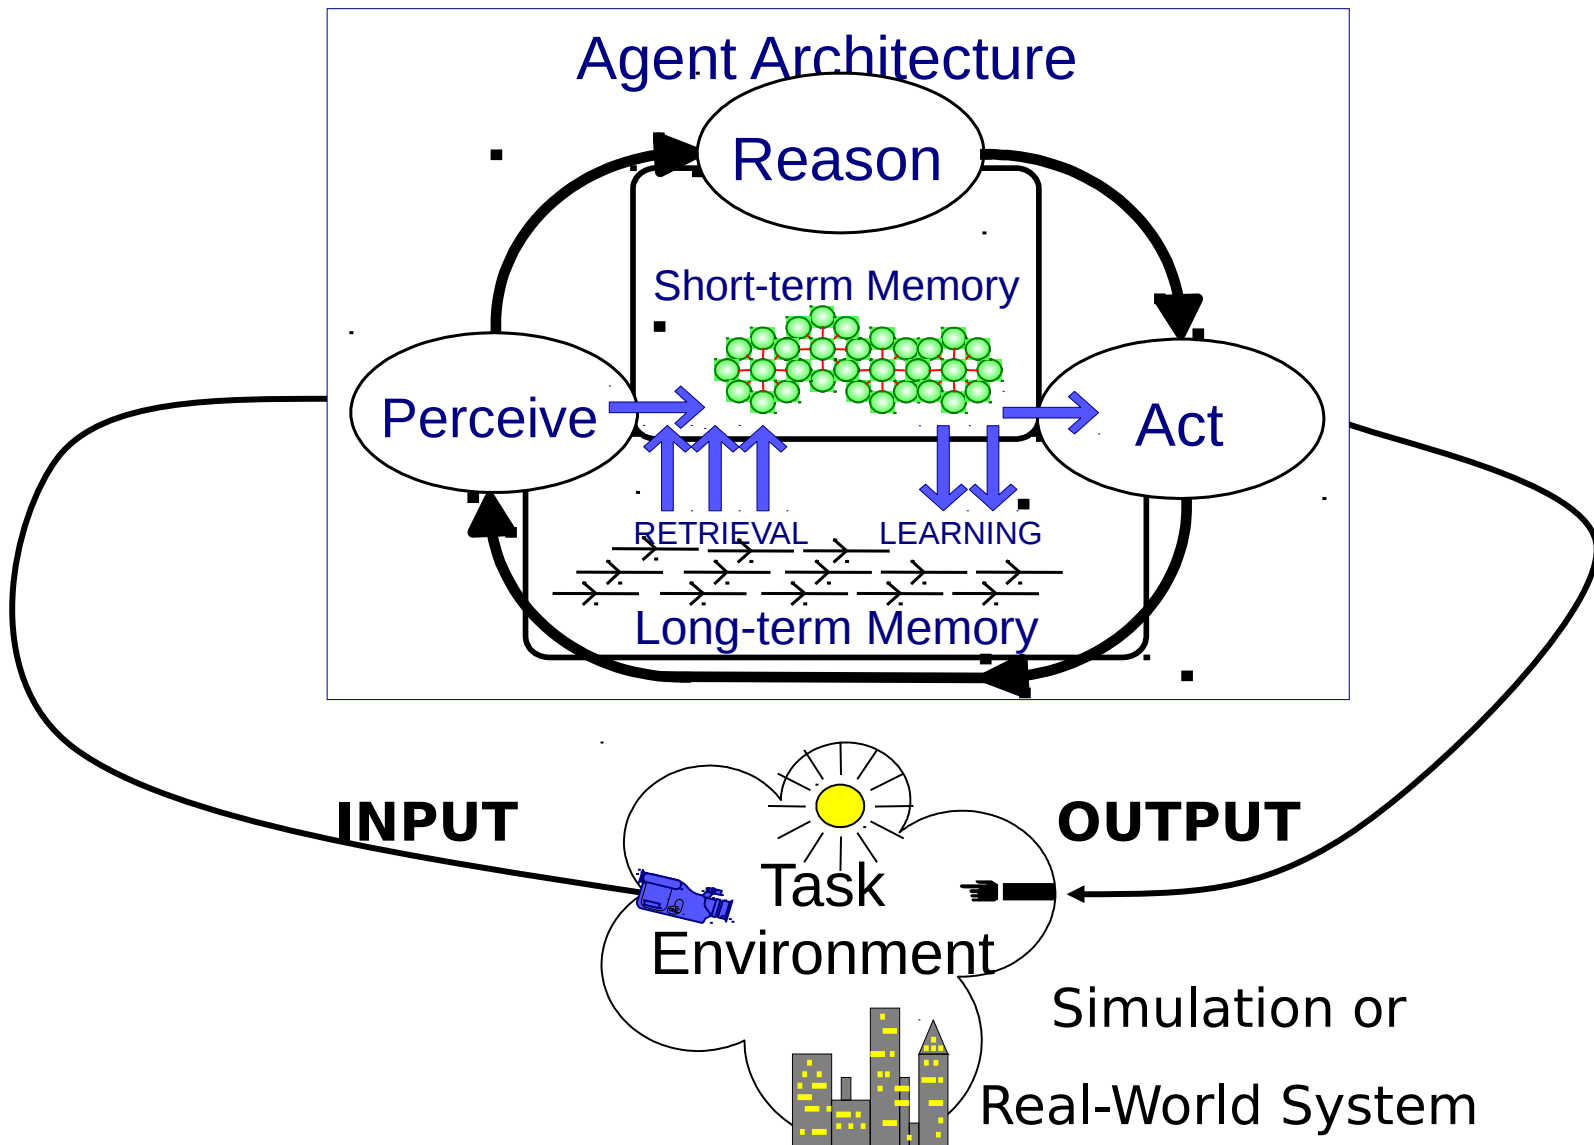 Agent Architecture
Reason
Short-term Memory
Perceive
Act
RETRIEVAL
LEARNING
Long-term Memory
INPUT
OUTPUT
Task
Environment
Simulation or
Real-World System